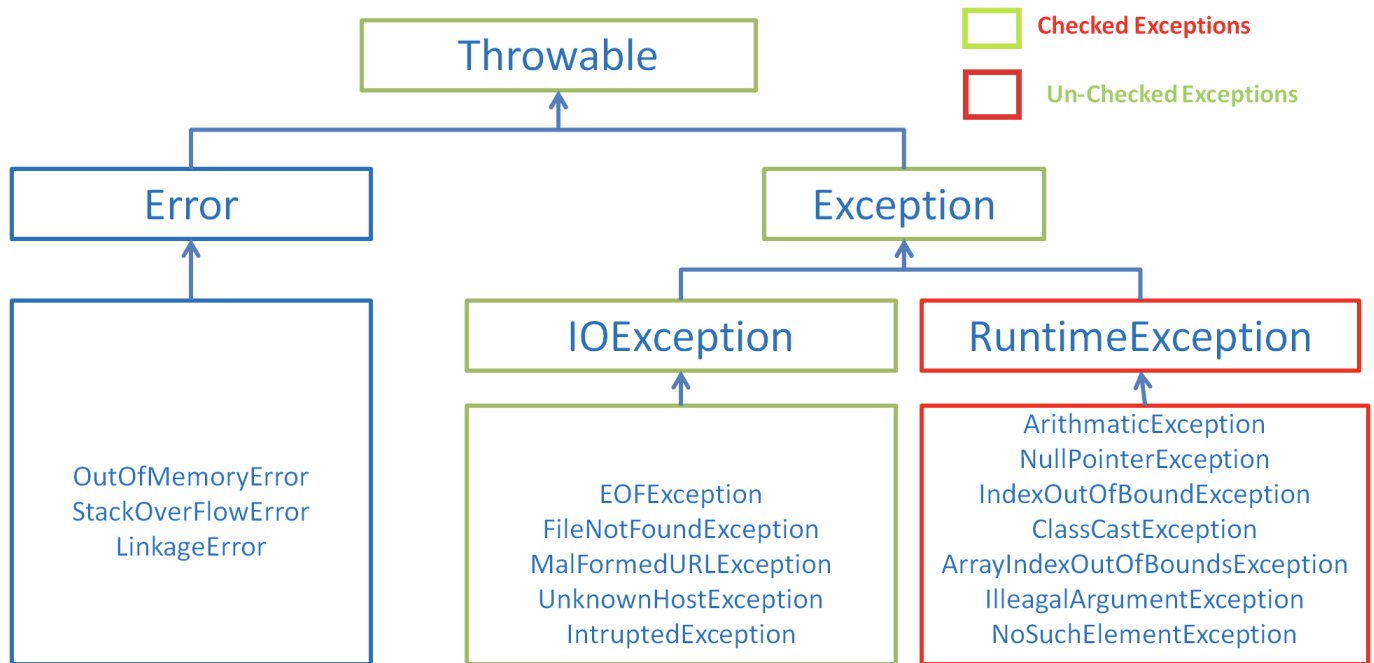 Throwable
Checked Exceptions
Un-Checked Exceptions
Error
Exception
IOException
RuntimeException
OutOfMemoryError
StackOverFlowError
LinkageError
EOFException
FileNotFoundException
MalFormedURLException
UnknownHostException
IntruptedException
ArithmaticException
NullPointerException
IndexOutOfBoundException
ClassCastException
ArrayIndexOutOfBoundsException
IlleagalArgumentException
NoSuchElementException